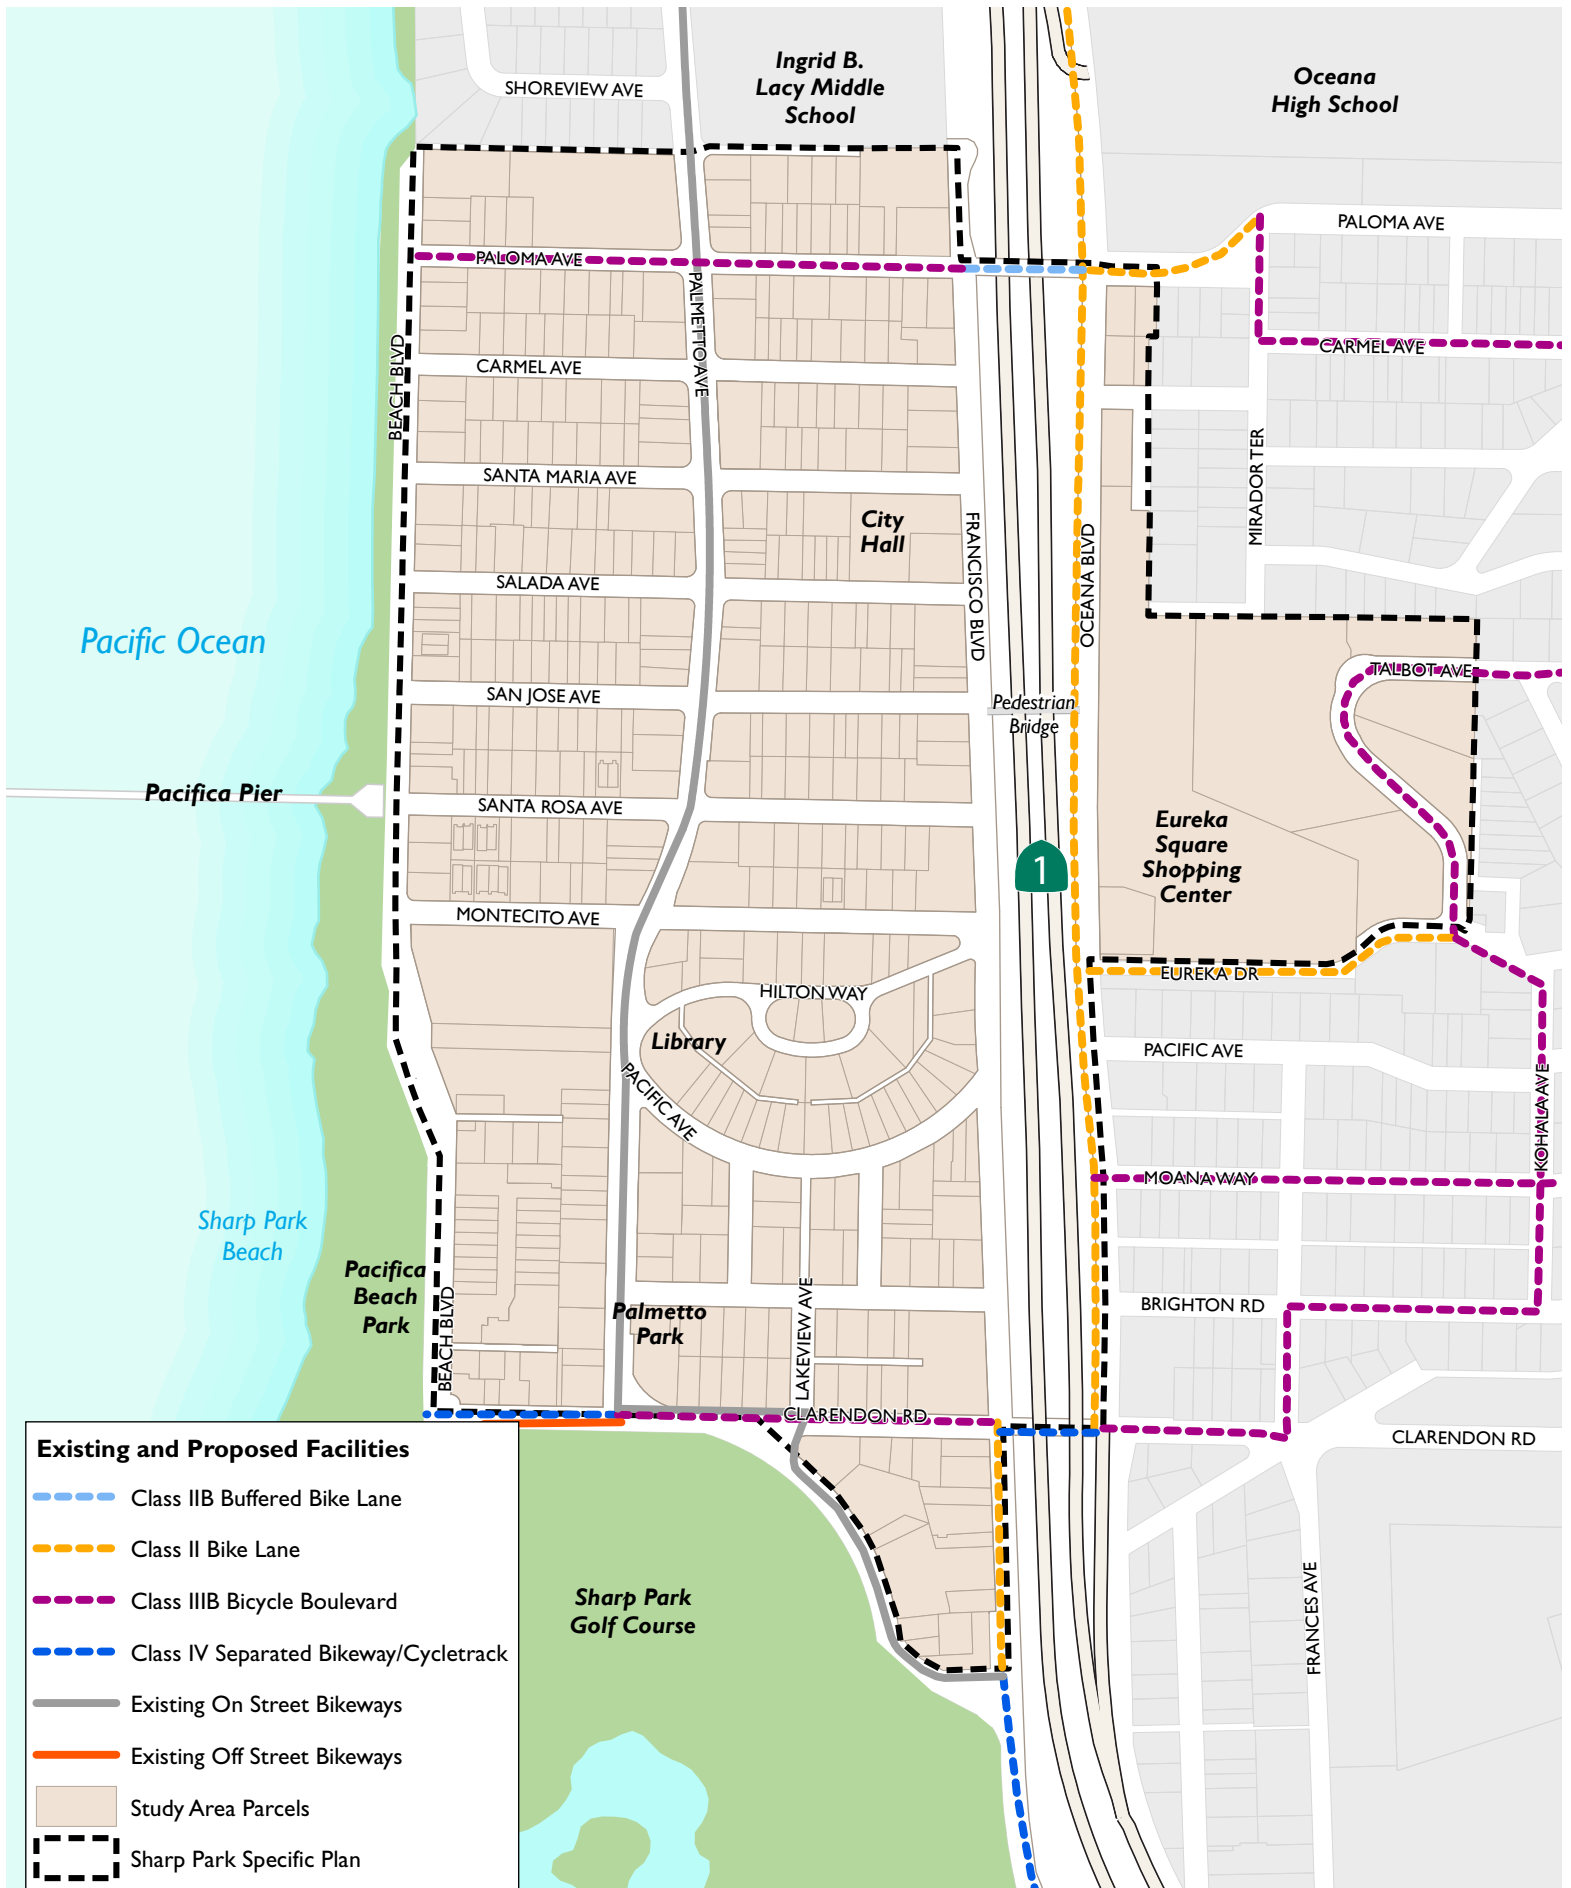 SHOREVIEW AVE
Ingrid B.
Lacy Middle
School
Oceana
High School
PALOMA AVE
PALOMA AVE
PALMETTO AVE
BEACH BLVD
CARMEL AVE
CARMEL AVE
SANTA MARIA AVE
MIRADOR TER
City
Hall
FRANCISCO BLVD
OCEANA BLVD
SALADA AVE
Pacific Ocean
TALBOT AVE
SAN JOSE AVE
Pedestrian
Bridge
Pacifica Pier
SANTA ROSA AVE
Eureka
Square
Shopping
Center
1
MONTECITO AVE
EUREKA DR
HILTON WAY
Library
PACIFIC AVE
PACIFIC AVE
KOHALA AVE
MOANA WAY
Sharp Park
Beach
Pacifica
Beach
Park
BEACH BLVD
Palmetto
Park
LAKEVIEW AVE
BRIGHTON RD
CLARENDON RD
CLARENDON RD
FRANCES AVE
Sharp Park
Golf Course
Existing and Proposed Facilities
Class IIB Buffered Bike Lane
Class II Bike Lane
Class IIIB Bicycle Boulevard
Class IV Separated Bikeway/Cycletrack
Existing On Street Bikeways
Existing Off Street Bikeways
Study Area Parcels
Sharp Park Specific Plan